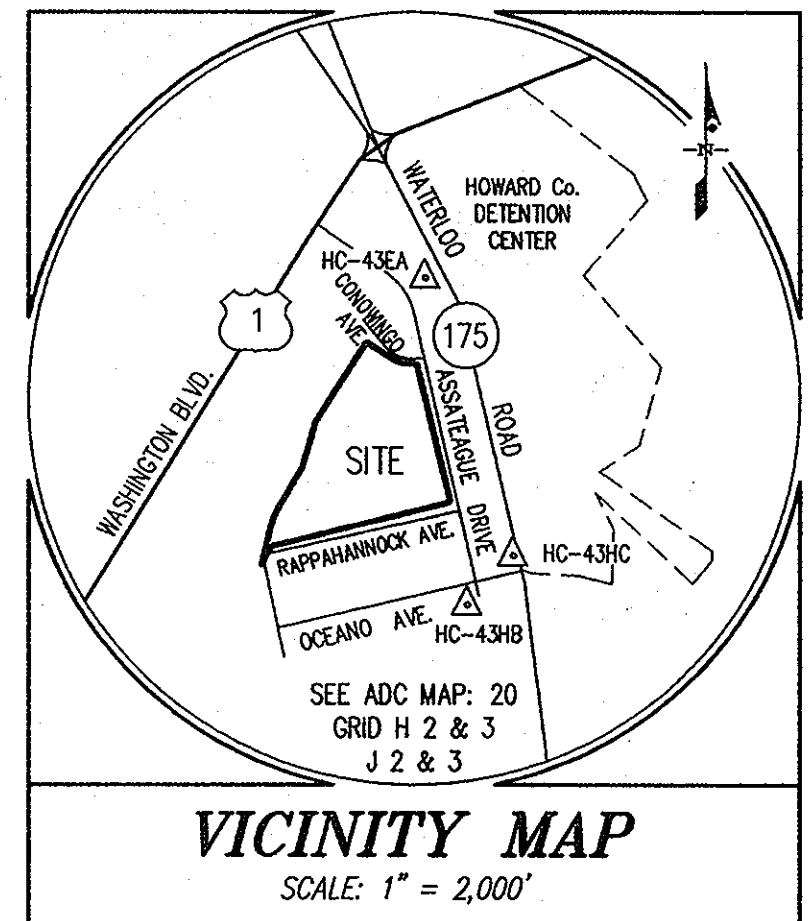 WATERLOO
HOWARD Co.
DETENTION
CENTER
N
HC-43EA
CONOWINGO
AVE.
1
175
WASHINGTON BLVD.
ASSATEAGUE DRIVE
ROAD
SITE
RAPPAHANNOCK AVE.
HC-43HC
OCEANO AVE.
HC-43HB
SEE ADC MAP: 20
GRID H 2 & 3
J 2 & 3
VICINITY MAP
SCALE: 1" = 2,000'